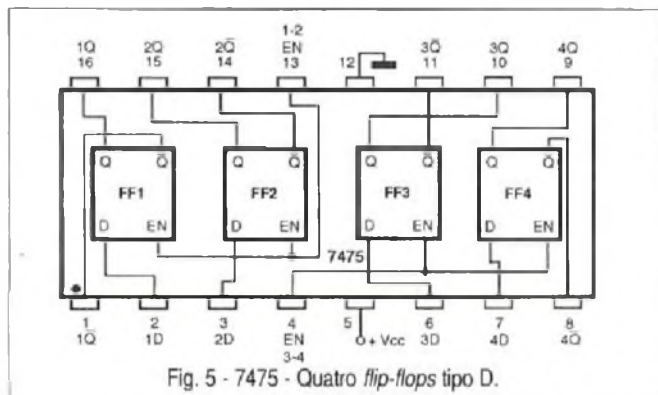 1-2
1Q 2Q 2Q̅ EN 3Q̅ 3Q 4Q
16 15 14 13 12 11 10 9
Q Q̅ Q Q̅ Q Q̅ Q Q̅
FF1 FF2 FF3 FF4
D EN D EN D EN D EN
7475
1 2 3 4 5 6 7 8
1Q̅ 1D 2D EN + Vcc 3D 4D 4Q̅
3-4
Fig. 5 - 7475 - Quatro flip-flops tipo D.